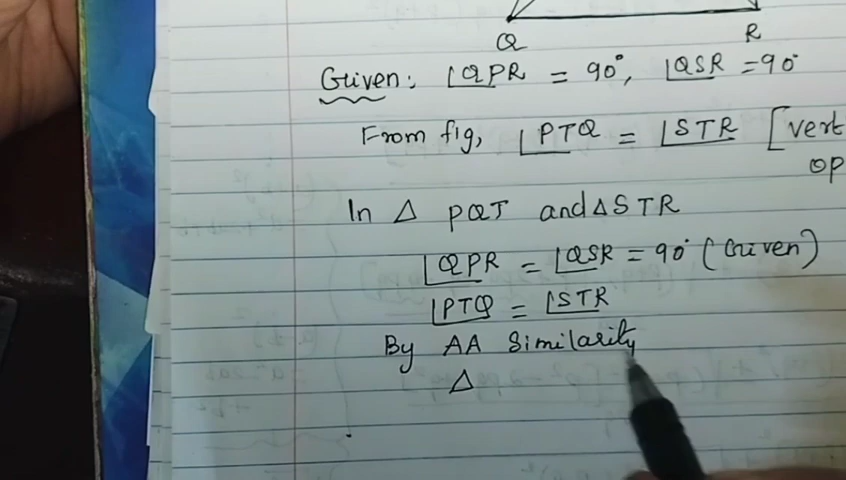 Q R
Given: ∠QPR = 90°, ∠QSR = 90°
From fig, ∠PTQ = ∠STR [vert
op
In Δ PQT and Δ STR
∠QPR = ∠QSR = 90° (Given)
∠PTQ = ∠STR
By AA Similarity
Δ